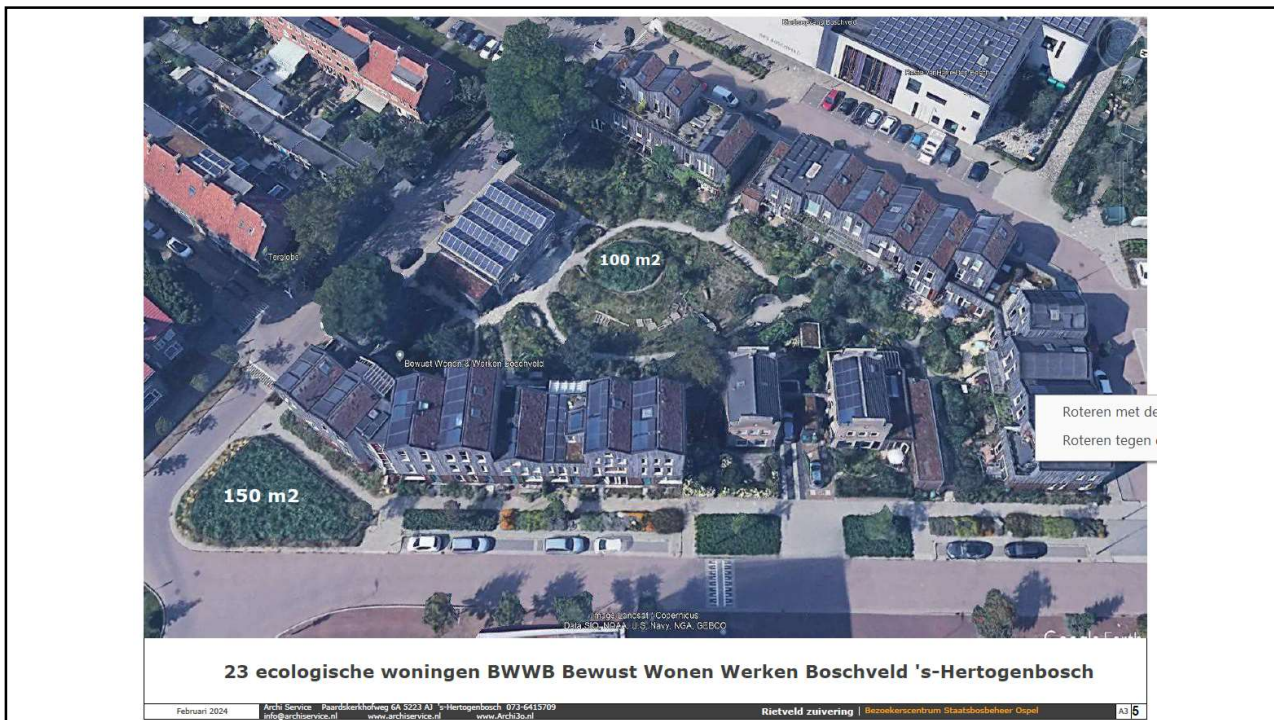 Terglobe
100 m2
Bewust Wonen & Werken Boschveld
Roteren met de
Roteren tegen
150 m2
Image Landsat / Copernicus
Data SIO, NOAA, U.S. Navy, NGA, GEBCO
Google Earth
23 ecologische woningen BWWB Bewust Wonen Werken Boschveld 's-Hertogenbosch
Februari 2024
Archi Service Paardskerkhofweg 6A 5223 AJ 's-Hertogenbosch 073-6415709
info@archiservice.nl www.archiservice.nl www.Archi3o.nl
Rietveld zuivering | Bezoekerscentrum Staatsbosbeheer Ospel
A3 5